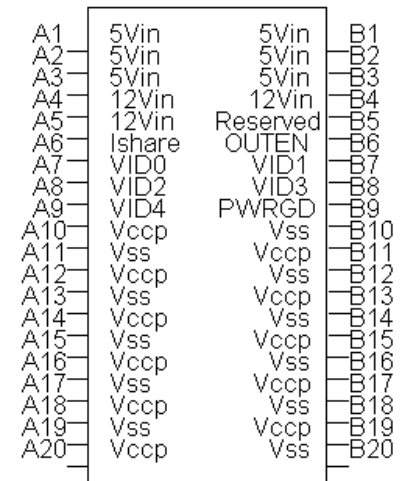 A1 5Vin 5Vin B1
A2 5Vin 5Vin B2
A3 5Vin 5Vin B3
A4 12Vin 12Vin B4
A5 12Vin Reserved B5
A6 Ishare OUTEN B6
A7 VID0 VID1 B7
A8 VID2 VID3 B8
A9 VID4 PWRGD B9
A10 Vccp Vss B10
A11 Vss Vccp B11
A12 Vccp Vss B12
A13 Vss Vccp B13
A14 Vccp Vss B14
A15 Vss Vccp B15
A16 Vccp Vss B16
A17 Vss Vccp B17
A18 Vccp Vss B18
A19 Vss Vccp B19
A20 Vccp Vss B20